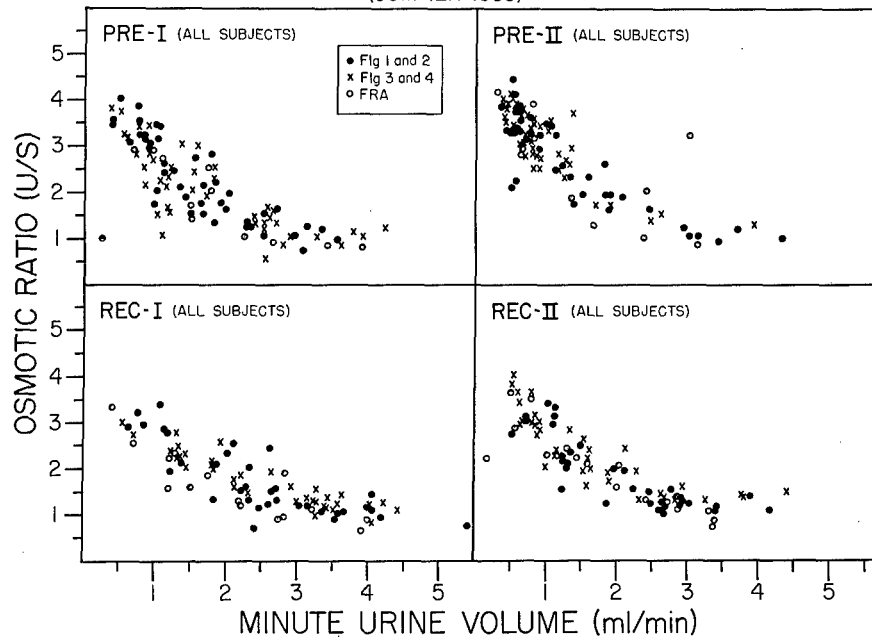 PRE-I (ALL SUBJECTS)
• Fig 1 and 2
x Fig 3 and 4
o FRA
PRE-II (ALL SUBJECTS)
5
4
3
2
1
REC-I (ALL SUBJECTS)
REC-II (ALL SUBJECTS)
5
4
3
2
1
OSMOTIC RATIO (U/S)
1 2 3 4 5 1 2 3 4 5
MINUTE URINE VOLUME (ml/min)